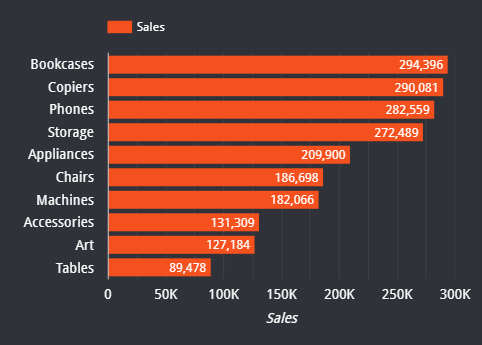 Sales
Bookcases 294,396
Copiers 290,081
Phones 282,559
Storage 272,489
Appliances 209,900
Chairs 186,698
Machines 182,066
Accessories 131,309
Art 127,184
Tables 89,478
0 50K 100K 150K 200K 250K 300K
Sales